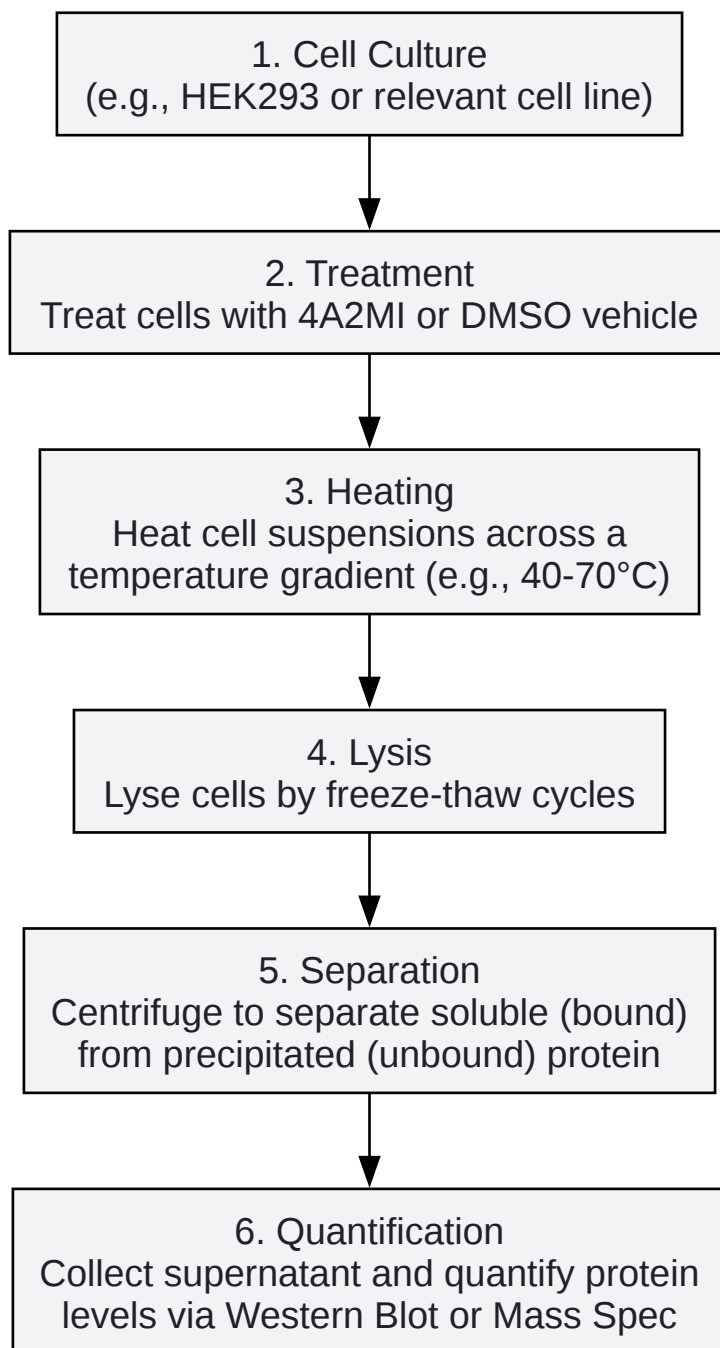 1. Cell Culture
(e.g., HEK293 or relevant cell line)
2. Treatment
Treat cells with 4A2MI or DMSO vehicle
3. Heating
Heat cell suspensions across a
temperature gradient (e.g., 40-70°C)
4. Lysis
Lyse cells by freeze-thaw cycles
5. Separation
Centrifuge to separate soluble (bound)
from precipitated (unbound) protein
6. Quantification
Collect supernatant and quantify protein
levels via Western Blot or Mass Spec